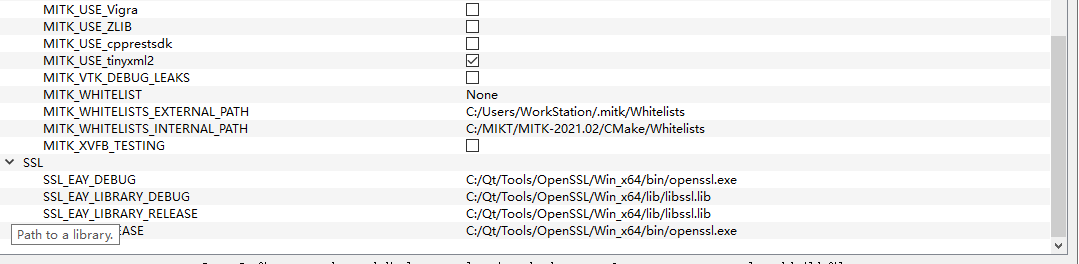 MITK_USE_Vigra
MITK_USE_ZLIB
MITK_USE_cpprestsdk
MITK_USE_tinyxml2
MITK_VTK_DEBUG_LEAKS
MITK_WHITELIST None
MITK_WHITELISTS_EXTERNAL_PATH C:/Users/WorkStation/.mitk/Whitelists
MITK_WHITELISTS_INTERNAL_PATH C:/MIKT/MITK-2021.02/CMake/Whitelists
MITK_XVFB_TESTING
SSL
SSL_EAY_DEBUG C:/Qt/Tools/OpenSSL/Win_x64/bin/openssl.exe
SSL_EAY_LIBRARY_DEBUG C:/Qt/Tools/OpenSSL/Win_x64/lib/libssl.lib
SSL_EAY_LIBRARY_RELEASE C:/Qt/Tools/OpenSSL/Win_x64/lib/libssl.lib
Path to a library. EASE C:/Qt/Tools/OpenSSL/Win_x64/bin/openssl.exe